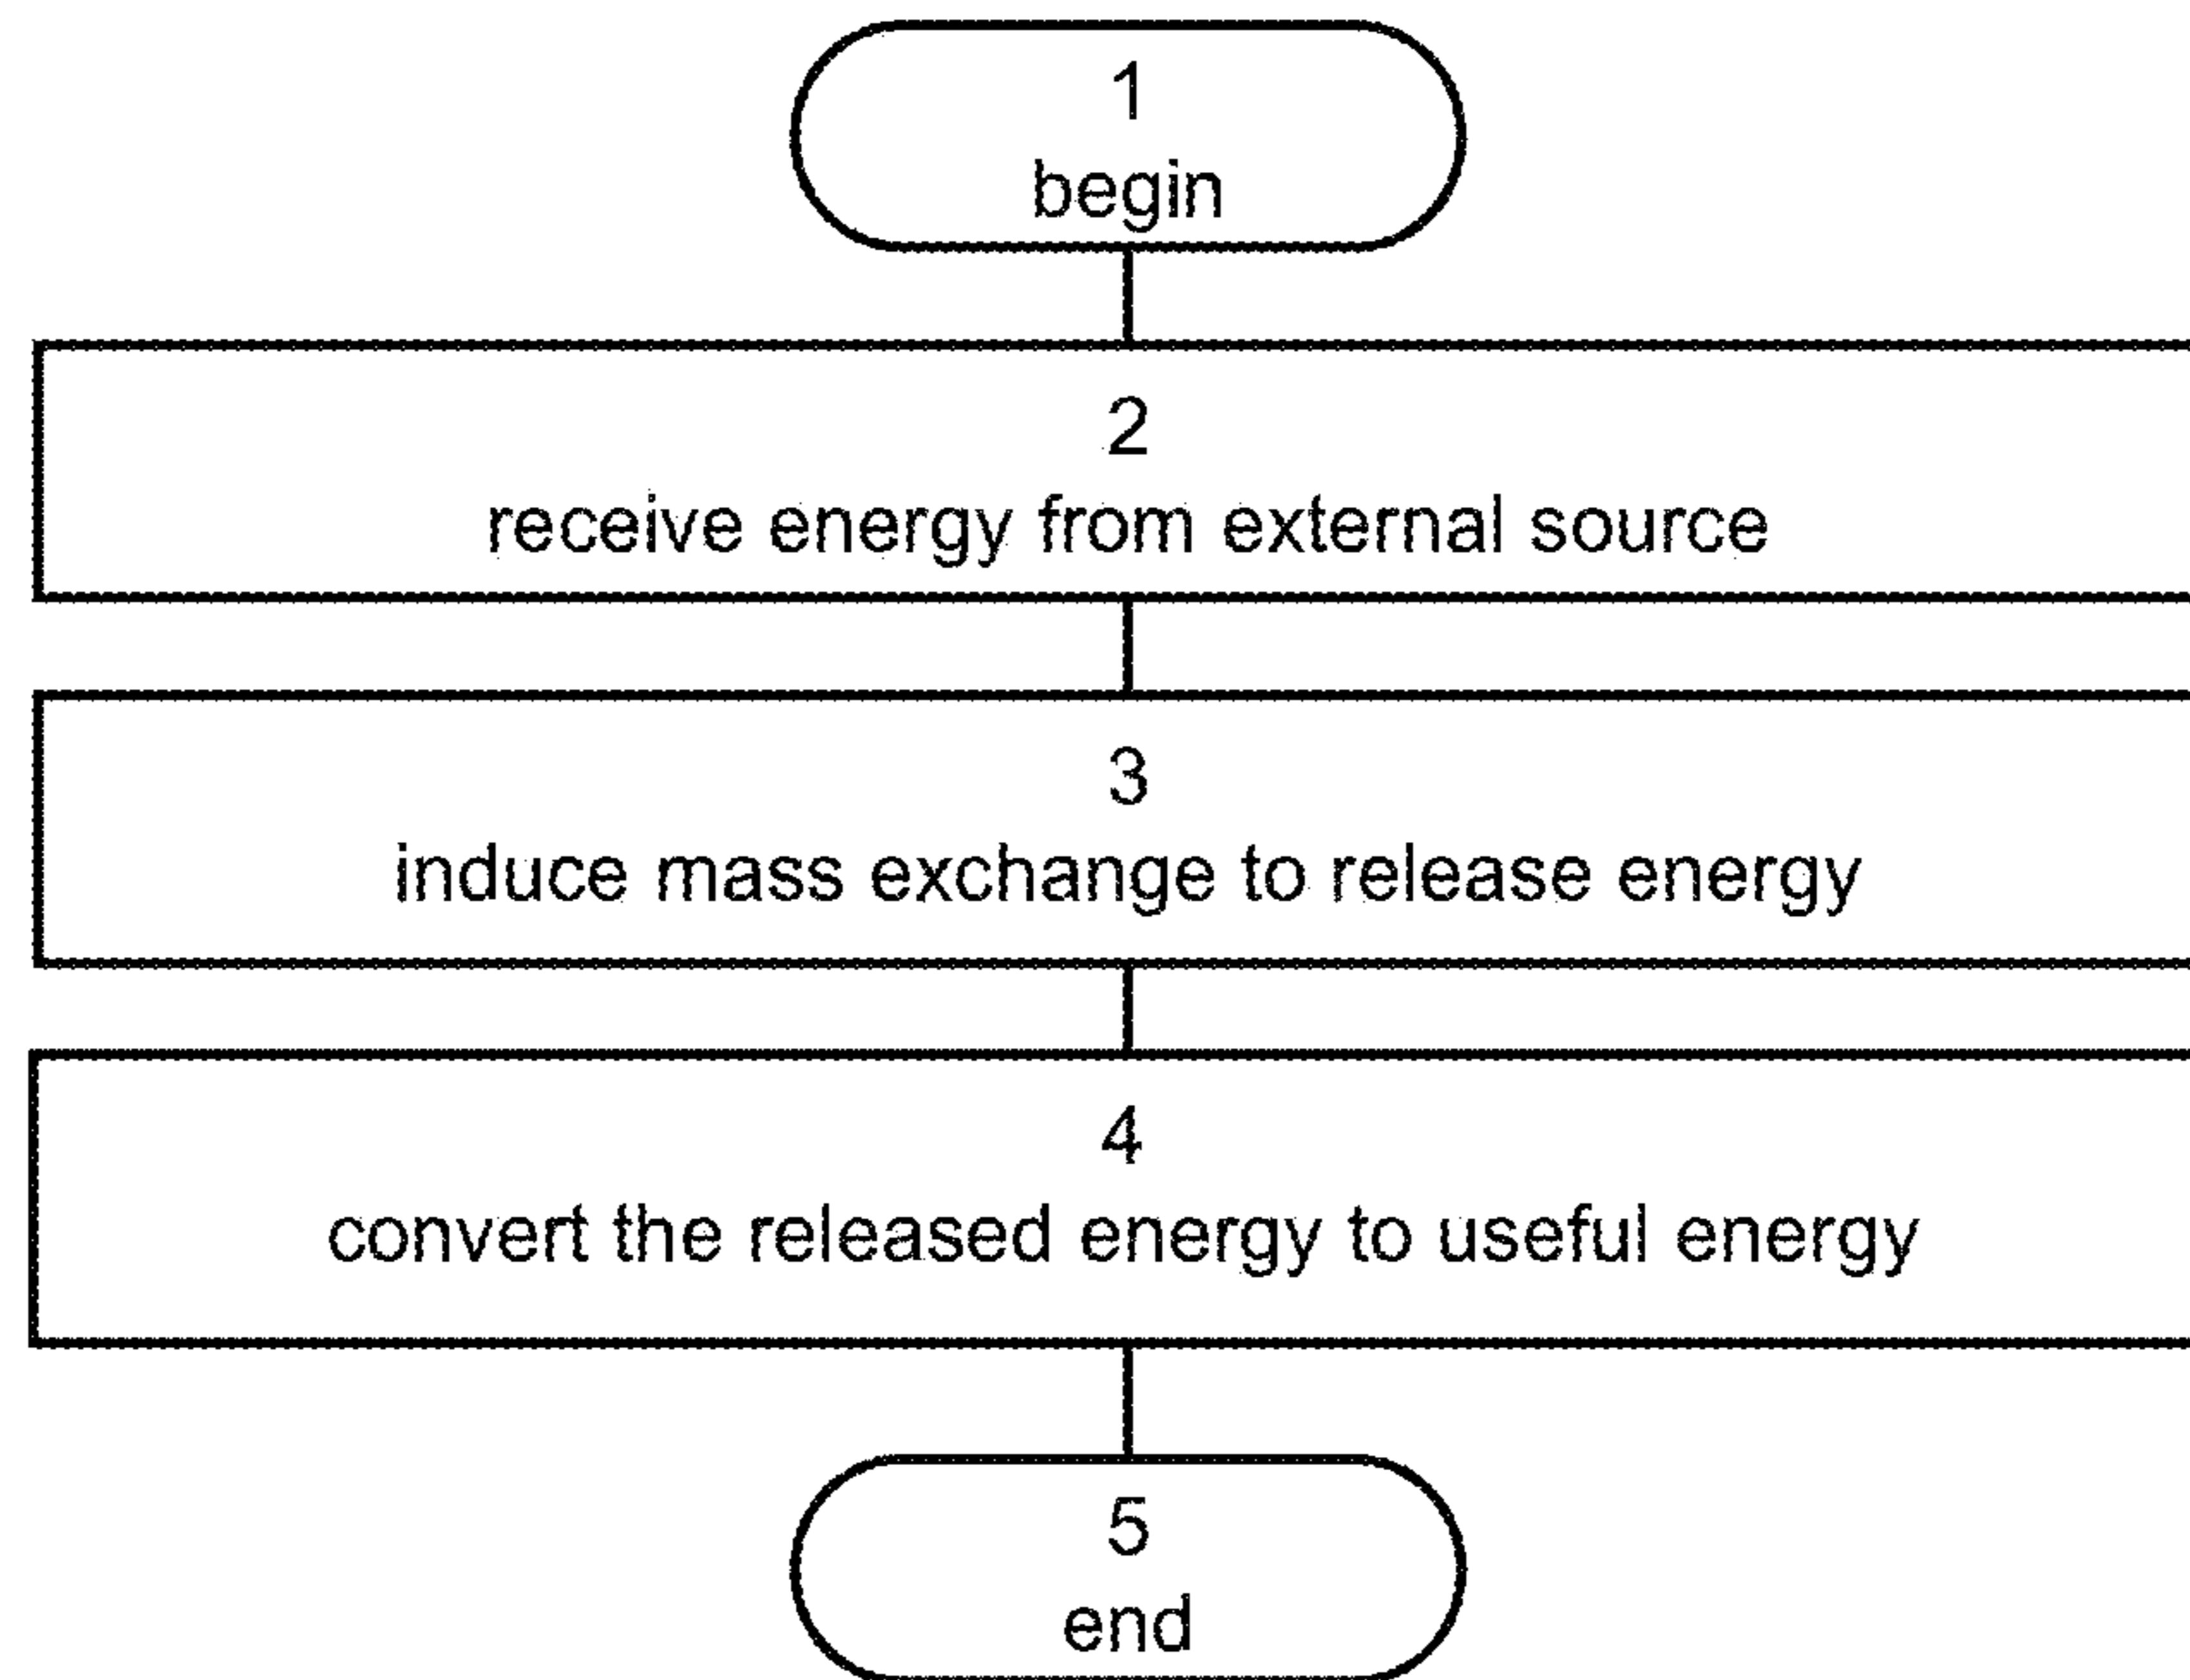 1
begin
2
receive energy from external source
3
induce mass exchange to release energy
4
convert the released energy to useful energy
5
end